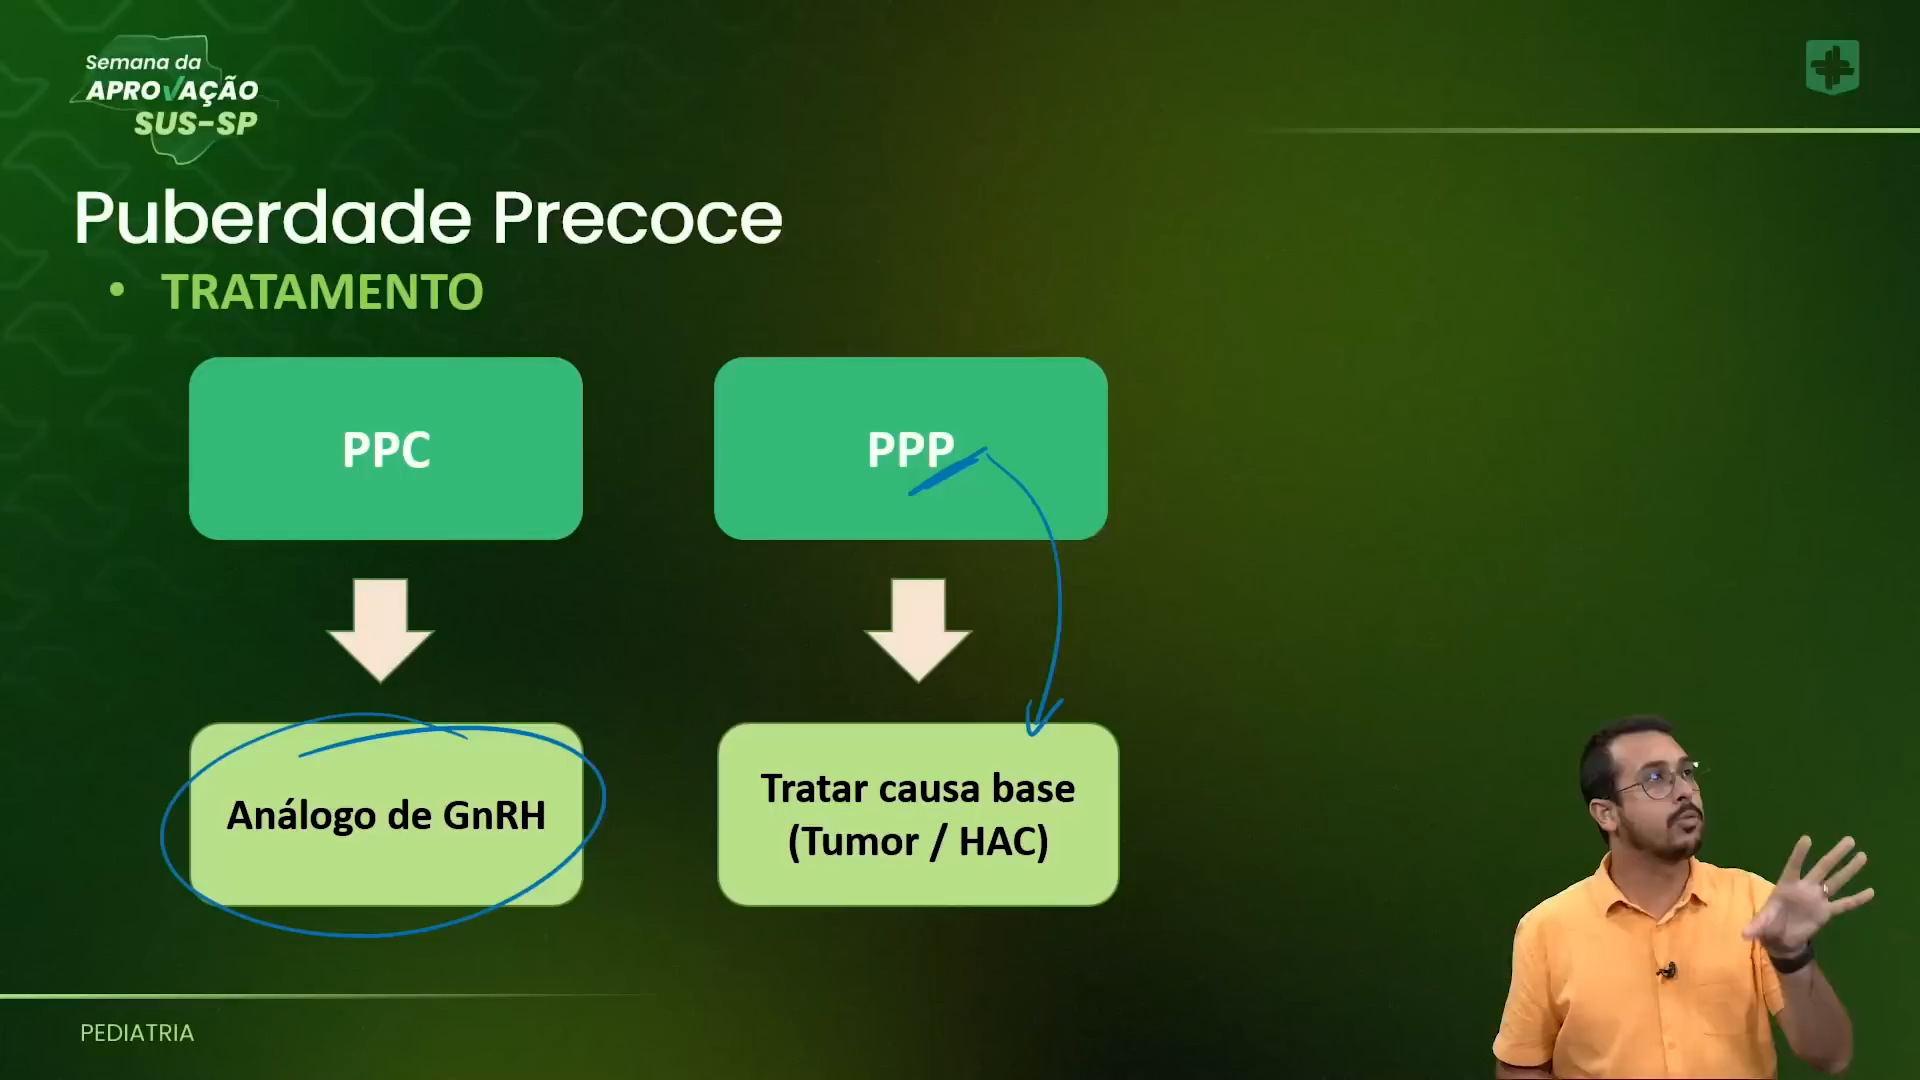 Semana da
APROVAÇÃO
SUS-SP
Puberdade Precoce
• TRATAMENTO
PPC
PPP
Análogo de GnRH
Tratar causa base
(Tumor / HAC)
PEDIATRIA